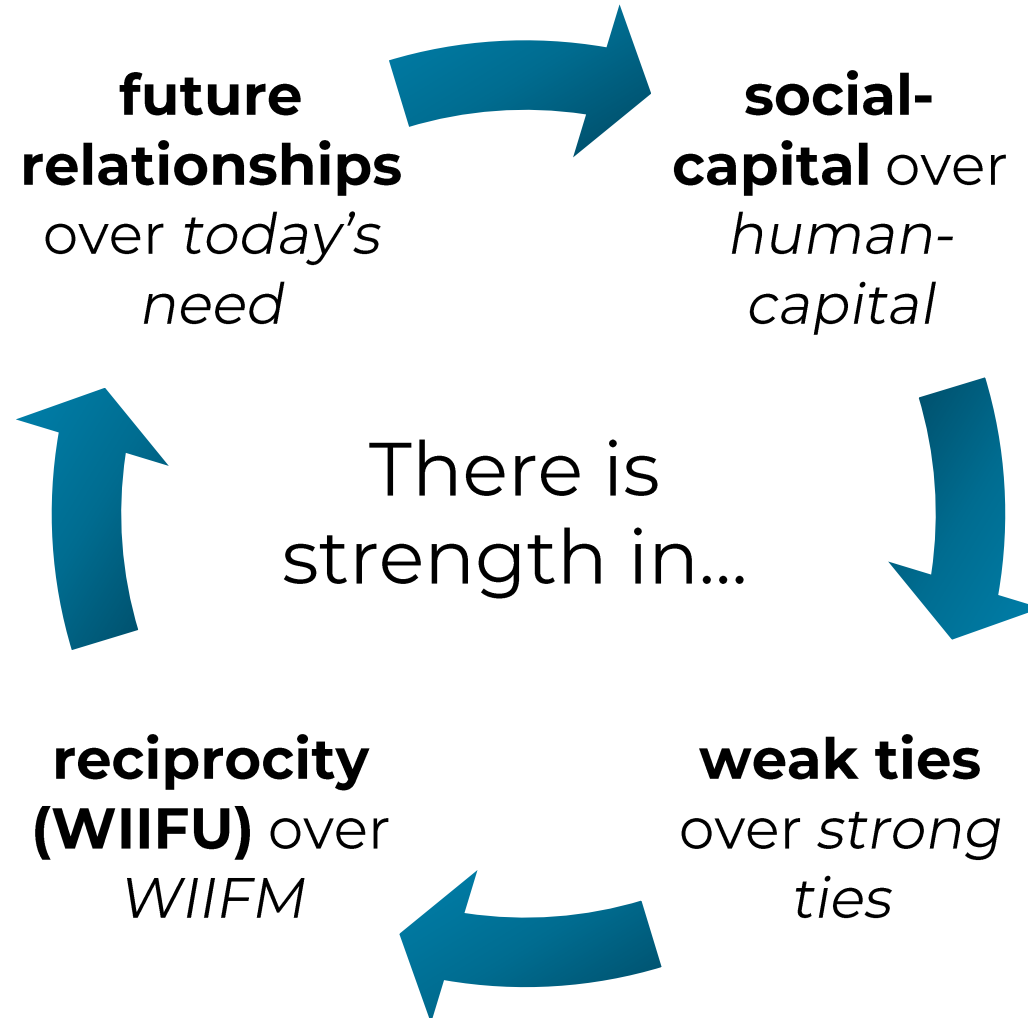 future
relationships
over today’s
need
social-
capital over
human-
capital
There is
strength in...
reciprocity
(WIIFU) over
WIIFM
weak ties
over strong
ties